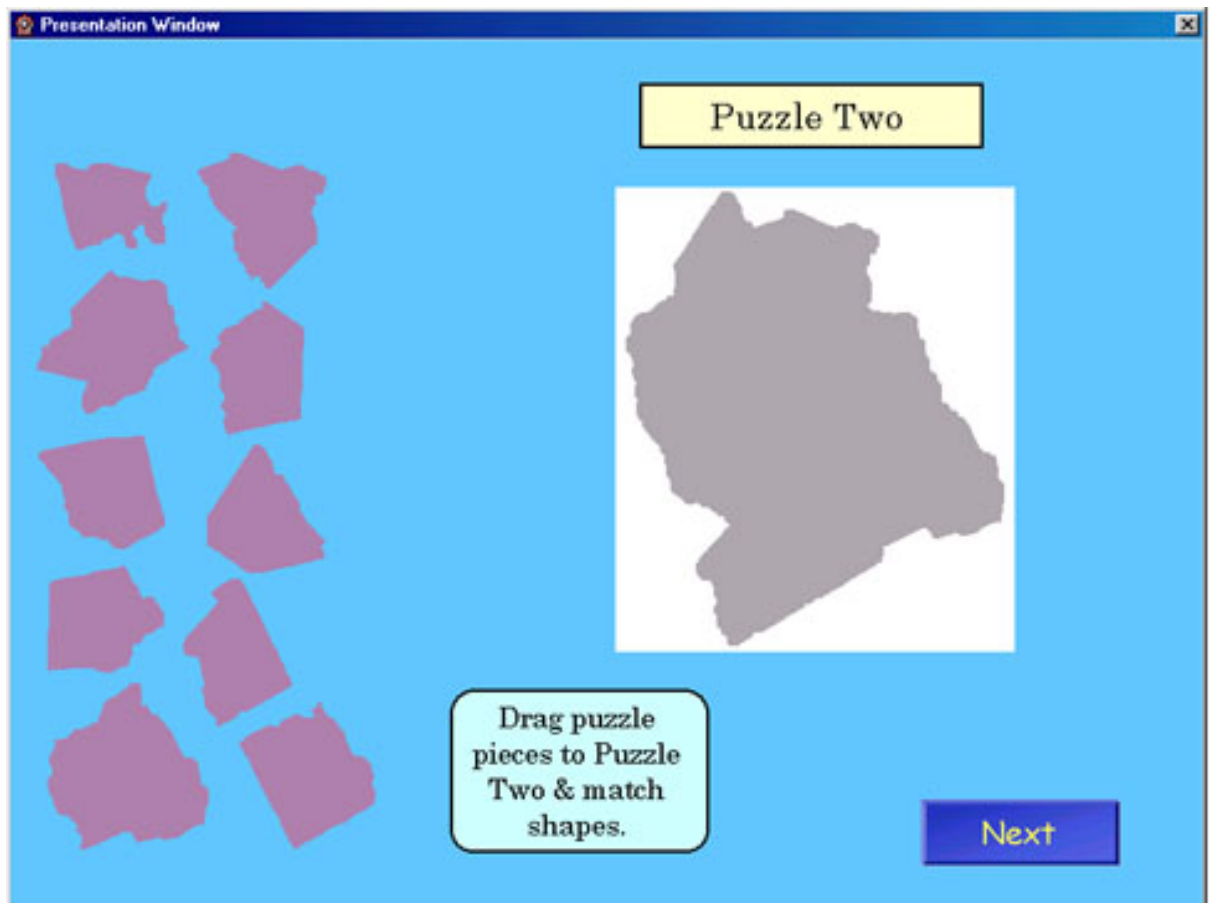 Presentation Window
Puzzle Two
Drag puzzle
pieces to Puzzle
Two & match
shapes.
Next